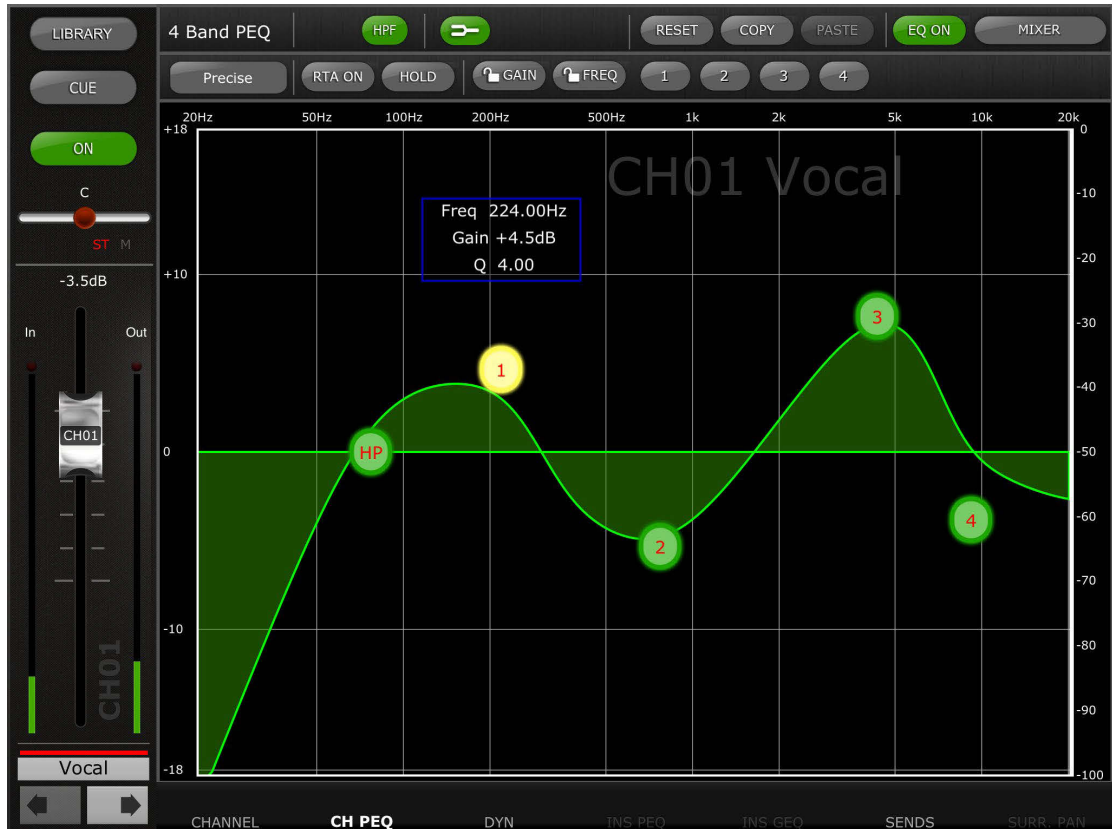 LIBRARY
4 Band PEQ
HPF
RESET
COPY
PASTE
EQ ON
MIXER
CUE
Precise
RTA ON
HOLD
GAIN
FREQ
1
2
3
4
ON
20Hz 50Hz 100Hz 200Hz 500Hz 1k 2k 5k 10k 20k
+18
0
CH01 Vocal
C
ST M
-10
Freq 224.00Hz
Gain +4.5dB
Q 4.00
-20
+10
-3.5dB
In
Out
-30
3
1
-40
CH01
HP
0
-50
4
-60
2
-70
-10
-80
CH01
-90
Vocal
-18
-100
CHANNEL
CH PEQ
DYN
INS PEQ
INS GEQ
SENDS
SURR. PAN